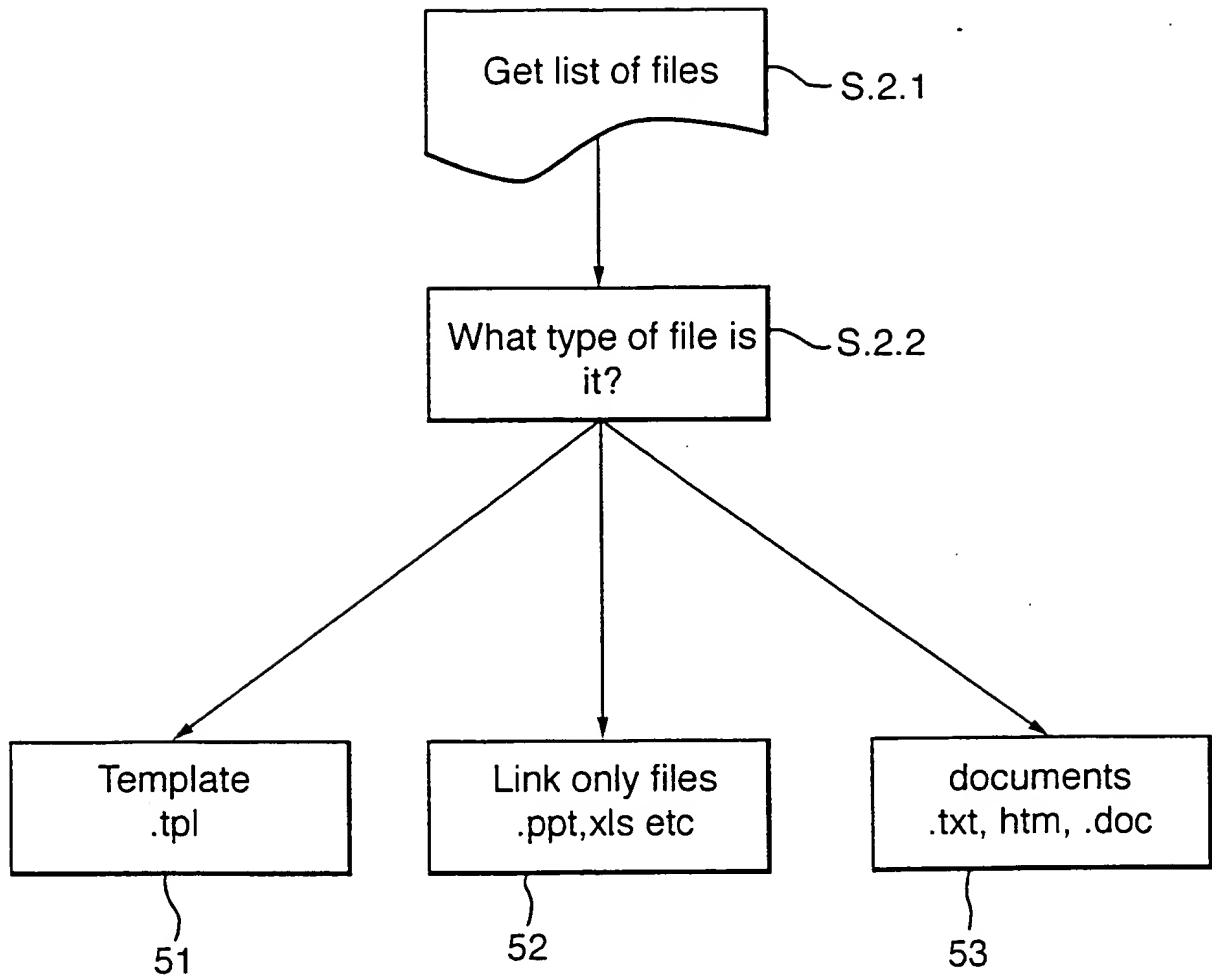 Get list of files
S.2.1
What type of file is
it?
S.2.2
Template
.tpl
Link only files
.ppt,xls etc
documents
.txt, htm, .doc
51
52
53